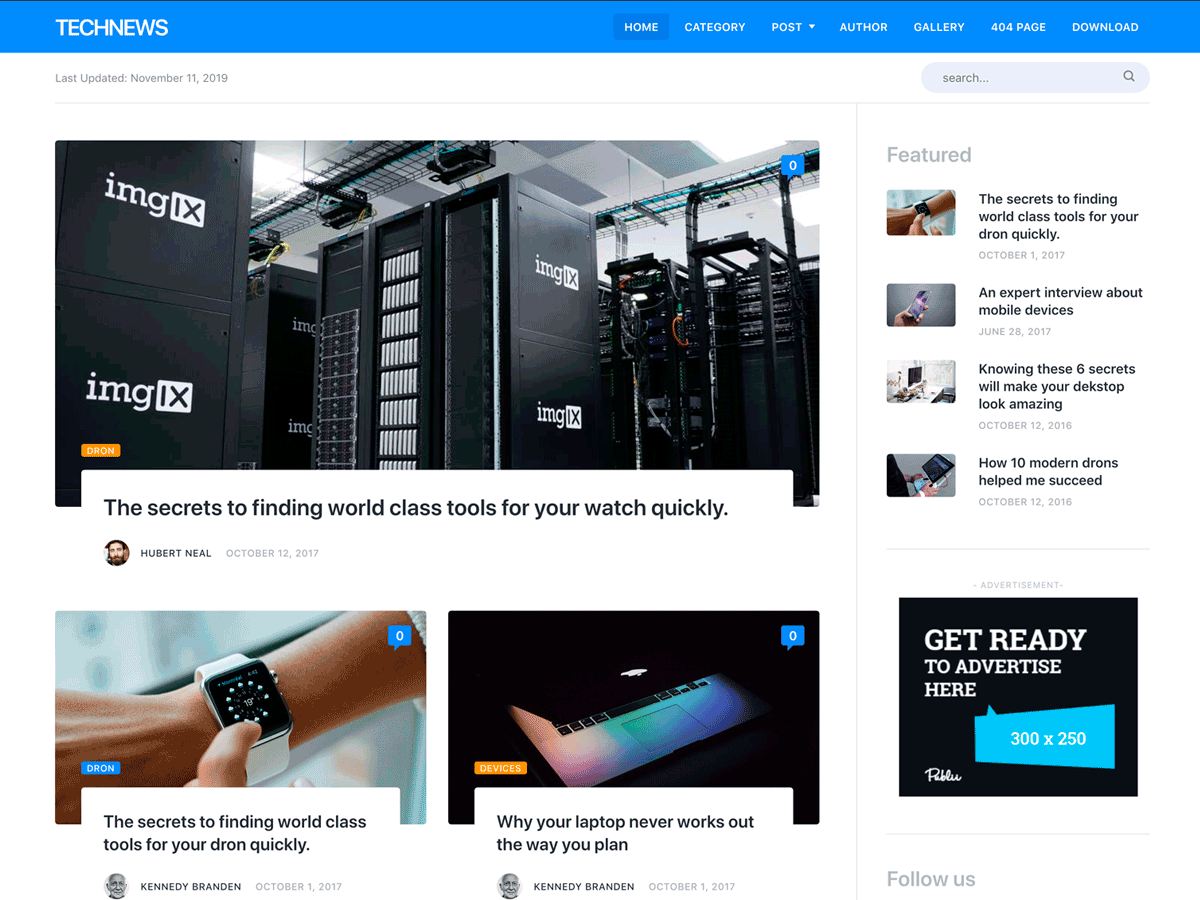 TECHNEWS
HOME CATEGORY POST AUTHOR GALLERY 404 PAGE DOWNLOAD
Last Updated: November 11, 2019
search...
imgIX
imgIX
imgIX
imgIX
0
DRON
The secrets to finding world class tools for your watch quickly.
HUBERT NEAL OCTOBER 12, 2017
0
DRON
The secrets to finding world class
tools for your dron quickly.
KENNEDY BRANDEN OCTOBER 1, 2017
0
DEVICES
Why your laptop never works out
the way you plan
KENNEDY BRANDEN OCTOBER 1, 2017
Featured
The secrets to finding
world class tools for your
dron quickly.
OCTOBER 1, 2017
An expert interview about
mobile devices
JUNE 28, 2017
Knowing these 6 secrets
will make your dekstop
look amazing
OCTOBER 12, 2016
How 10 modern drons
helped me succeed
OCTOBER 12, 2016
- ADVERTISEMENT-
GET READY
TO ADVERTISE
HERE
300 x 250
Pablu
Follow us